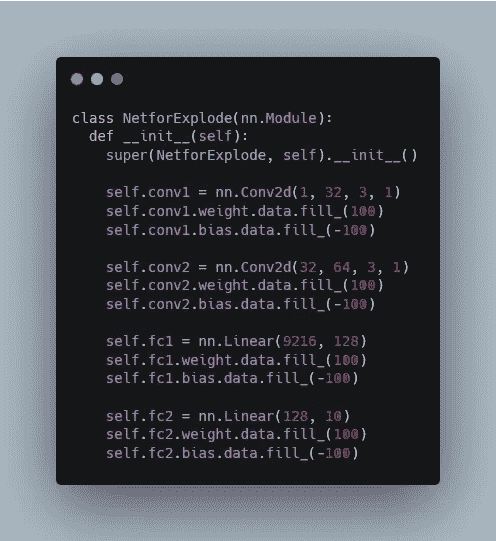 class NetforExplode(nn.Module):
  def __init__(self):
    super(NetforExplode, self).__init__()

    self.conv1 = nn.Conv2d(1, 32, 3, 1)
    self.conv1.weight.data.fill_(100)
    self.conv1.bias.data.fill_(-100)

    self.conv2 = nn.Conv2d(32, 64, 3, 1)
    self.conv2.weight.data.fill_(100)
    self.conv2.bias.data.fill_(-100)

    self.fc1 = nn.Linear(9216, 128)
    self.fc1.weight.data.fill_(100)
    self.fc1.bias.data.fill_(-100)

    self.fc2 = nn.Linear(128, 10)
    self.fc2.weight.data.fill_(100)
    self.fc2.bias.data.fill_(-100)